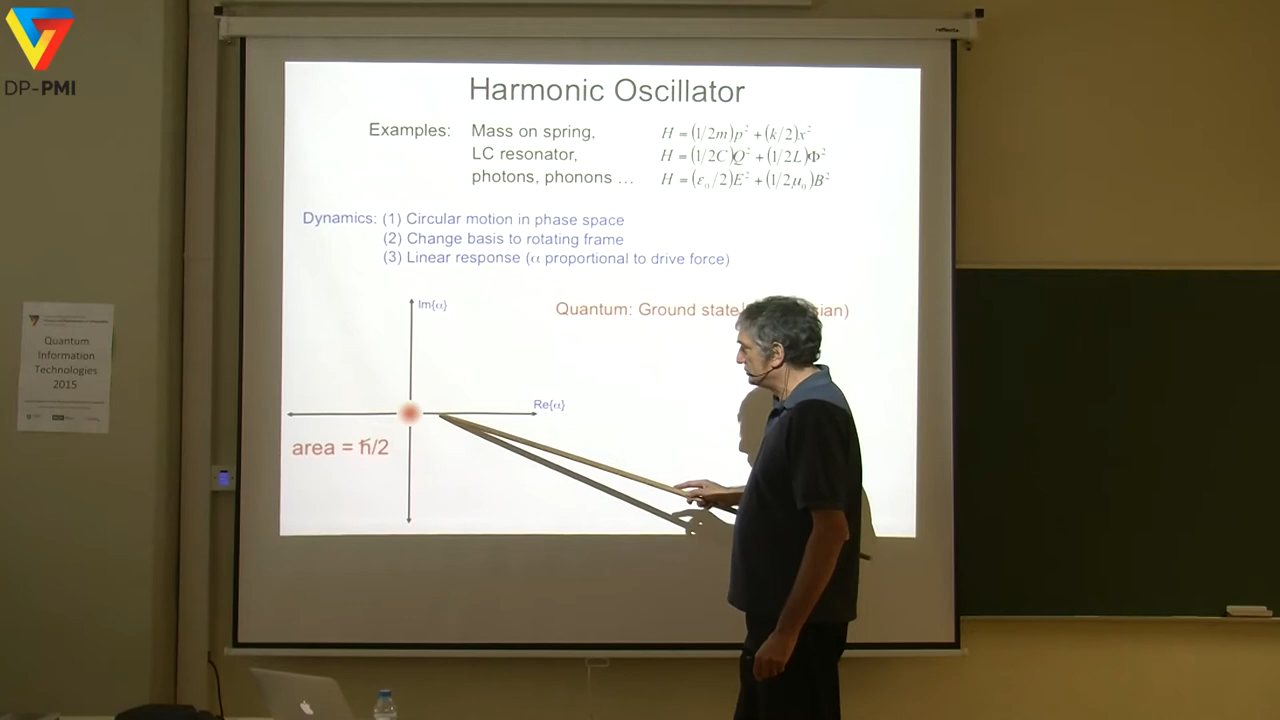 DP-PMI
reflecta
Harmonic Oscillator
Examples: Mass on spring, H = (1/2m)p² + (k/2)x²
LC resonator, H = (1/2C)Q² + (1/2L)Φ²
photons, phonons … H = (ε₀/2)E² + (1/2μ₀)B²
Dynamics: (1) Circular motion in phase space
(2) Change basis to rotating frame
(3) Linear response (α proportional to drive force)
Im{α}
Quantum: Ground state sian)
Re{α}
area = ℏ/2
Quantum
Information
Technologies
2015